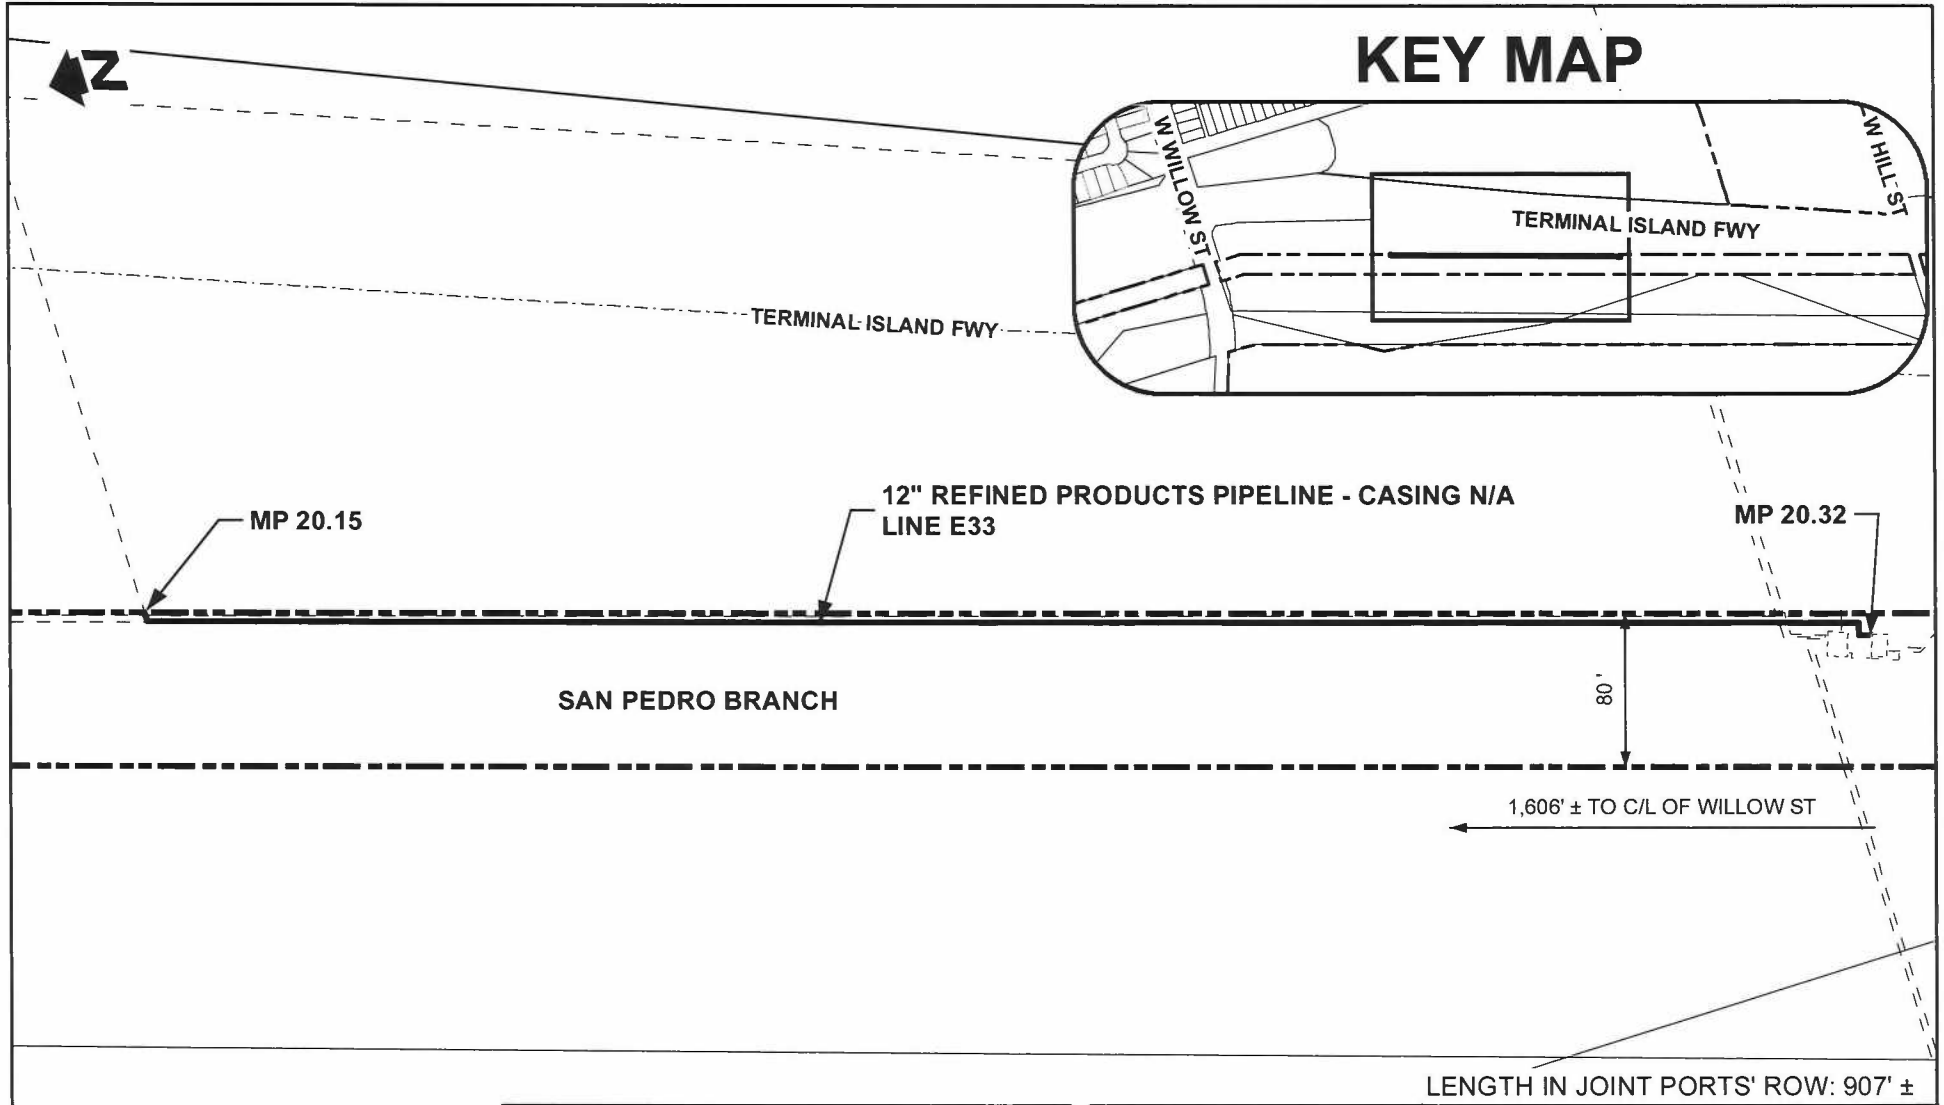 N
KEY MAP
W WILLOW ST
W HILL ST
TERMINAL ISLAND FWY
TERMINAL ISLAND FWY
MP 20.15
12" REFINED PRODUCTS PIPELINE - CASING N/A
LINE E33
MP 20.32
SAN PEDRO BRANCH
80 '
1,606' ± TO C/L OF WILLOW ST
LENGTH IN JOINT PORTS' ROW: 907' ±